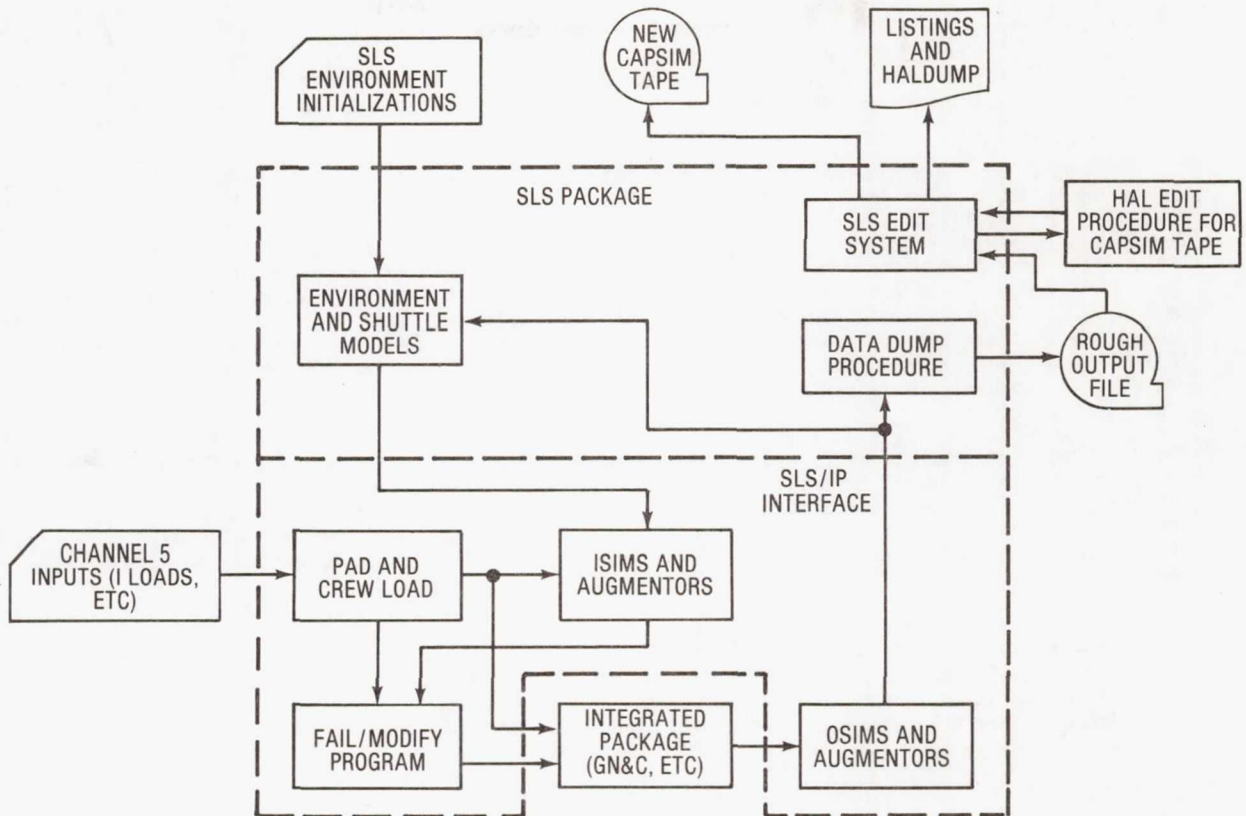 SLS
ENVIRONMENT
INITIALIZATIONS
NEW
CAPSIM
TAPE
LISTINGS
AND
HALDUMP
SLS PACKAGE
SLS EDIT
SYSTEM
HAL EDIT
PROCEDURE FOR
CAPSIM TAPE
ENVIRONMENT
AND SHUTTLE
MODELS
DATA DUMP
PROCEDURE
ROUGH
OUTPUT
FILE
SLS/IP
INTERFACE
CHANNEL 5
INPUTS (I LOADS,
ETC)
PAD AND
CREW LOAD
ISIMS AND
AUGMENTORS
FAIL/MODIFY
PROGRAM
INTEGRATED
PACKAGE
(GN&C, ETC)
OSIMS AND
AUGMENTORS